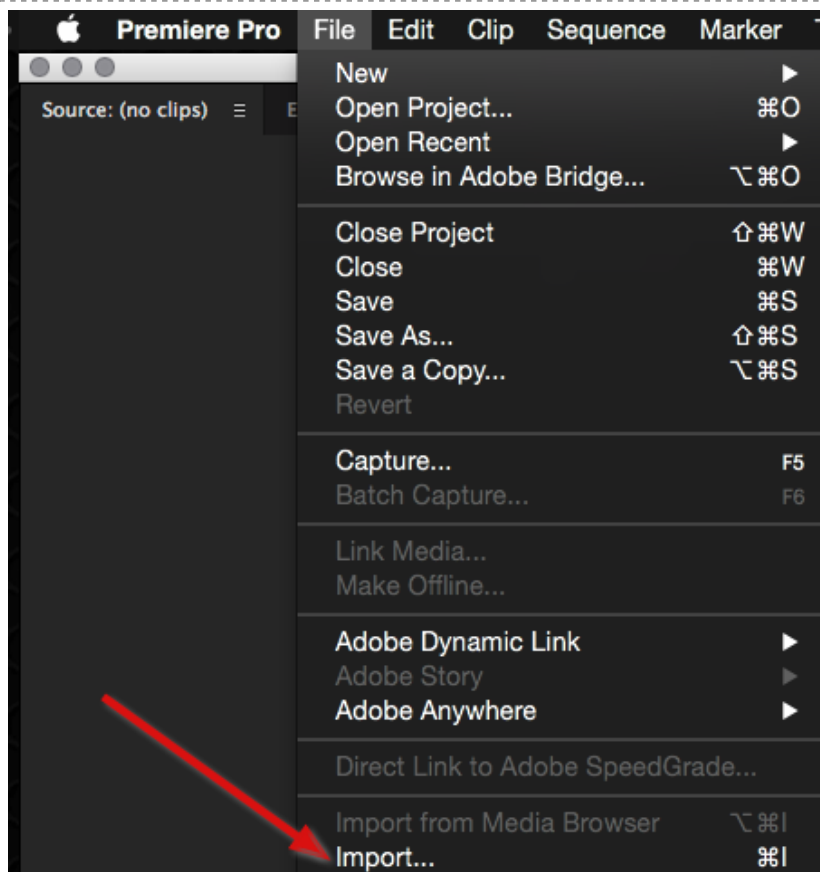 Premiere Pro File Edit Clip Sequence Marker
Source: (no clips)
New
Open Project... ⌘O
Open Recent
Browse in Adobe Bridge... ⌥⌘O
Close Project ⇧⌘W
Close ⌘W
Save ⌘S
Save As... ⇧⌘S
Save a Copy... ⌥⌘S
Revert
Capture... F5
Batch Capture... F6
Link Media...
Make Offline...
Adobe Dynamic Link
Adobe Story
Adobe Anywhere
Direct Link to Adobe SpeedGrade...
Import from Media Browser ⌥⌘I
Import... ⌘I